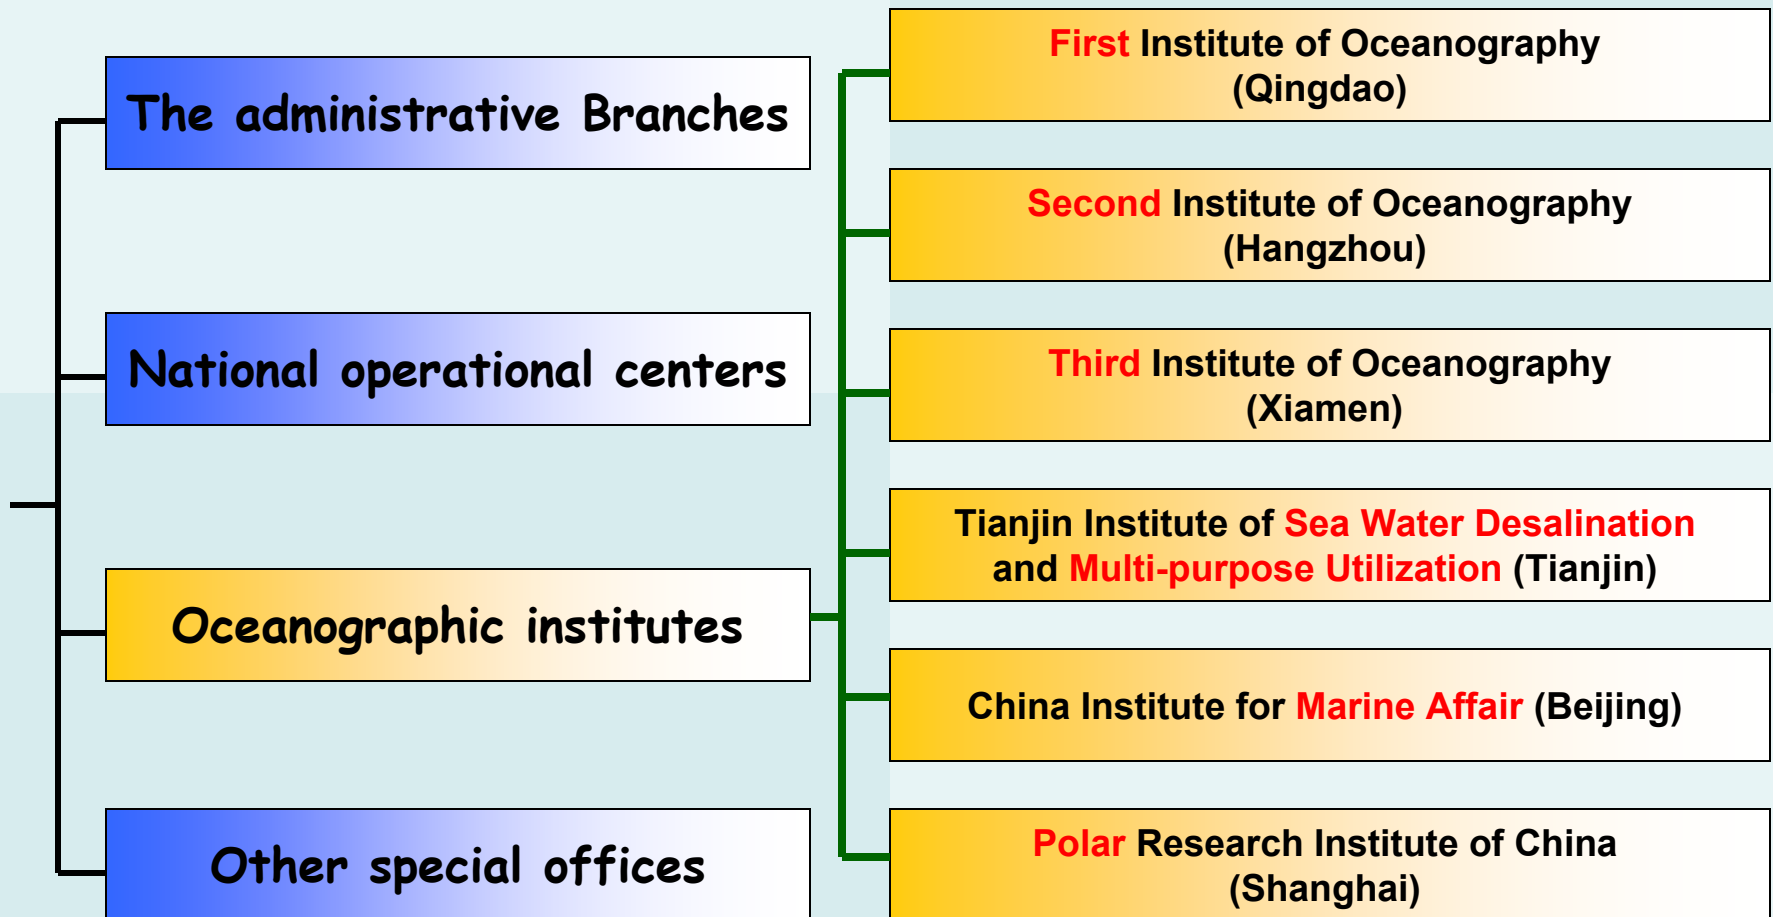 The administrative Branches
National operational centers
Oceanographic institutes
Other special offices
First Institute of Oceanography
(Qingdao)
Second Institute of Oceanography
(Hangzhou)
Third Institute of Oceanography
(Xiamen)
Tianjin Institute of Sea Water Desalination
and Multi-purpose Utilization (Tianjin)
China Institute for Marine Affair (Beijing)
Polar Research Institute of China
(Shanghai)